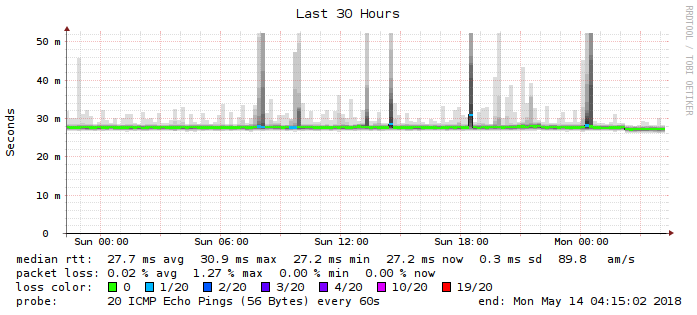 Last 30 Hours
RRDTOOL / TOBI OETIKER
Seconds
50 m
40 m
30 m
20 m
10 m
0
Sun 00:00 Sun 06:00 Sun 12:00 Sun 18:00 Mon 00:00
median rtt: 27.7 ms avg 30.9 ms max 27.2 ms min 27.2 ms now 0.3 ms sd 89.8 am/s
packet loss: 0.02 % avg 1.27 % max 0.00 % min 0.00 % now
loss color: 0 1/20 2/20 3/20 4/20 10/20 19/20
probe: 20 ICMP Echo Pings (56 Bytes) every 60s end: Mon May 14 04:15:02 2018